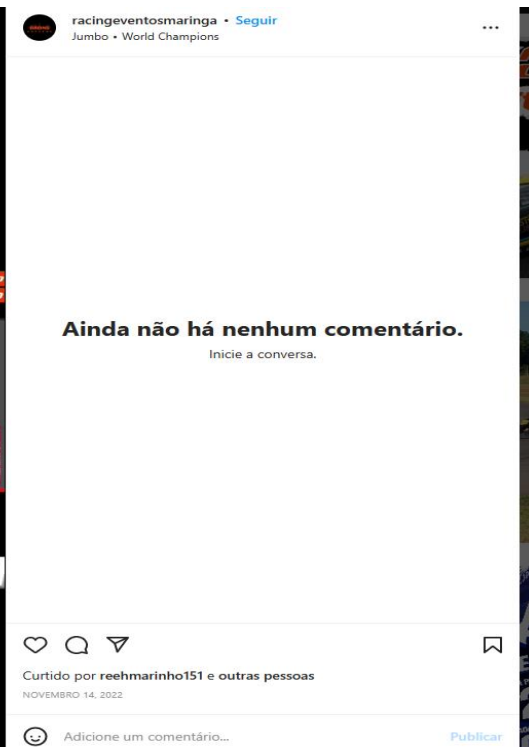 racingeventosmaringa • Seguir
Jumbo • World Champions
Ainda não há nenhum comentário.
Inicie a conversa.
Curtido por reehmarinho151 e outras pessoas
NOVEMBRO 14, 2022
Adicione um comentário...
Publicar